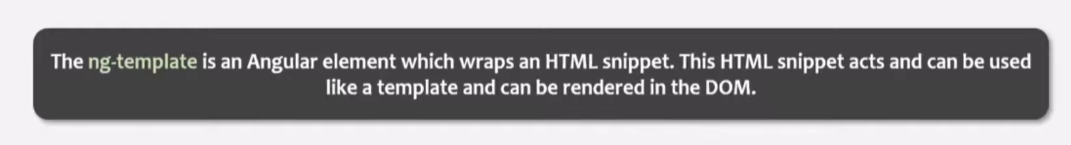 The ng-template is an Angular element which wraps an HTML snippet. This HTML snippet acts and can be used
like a template and can be rendered in the DOM.